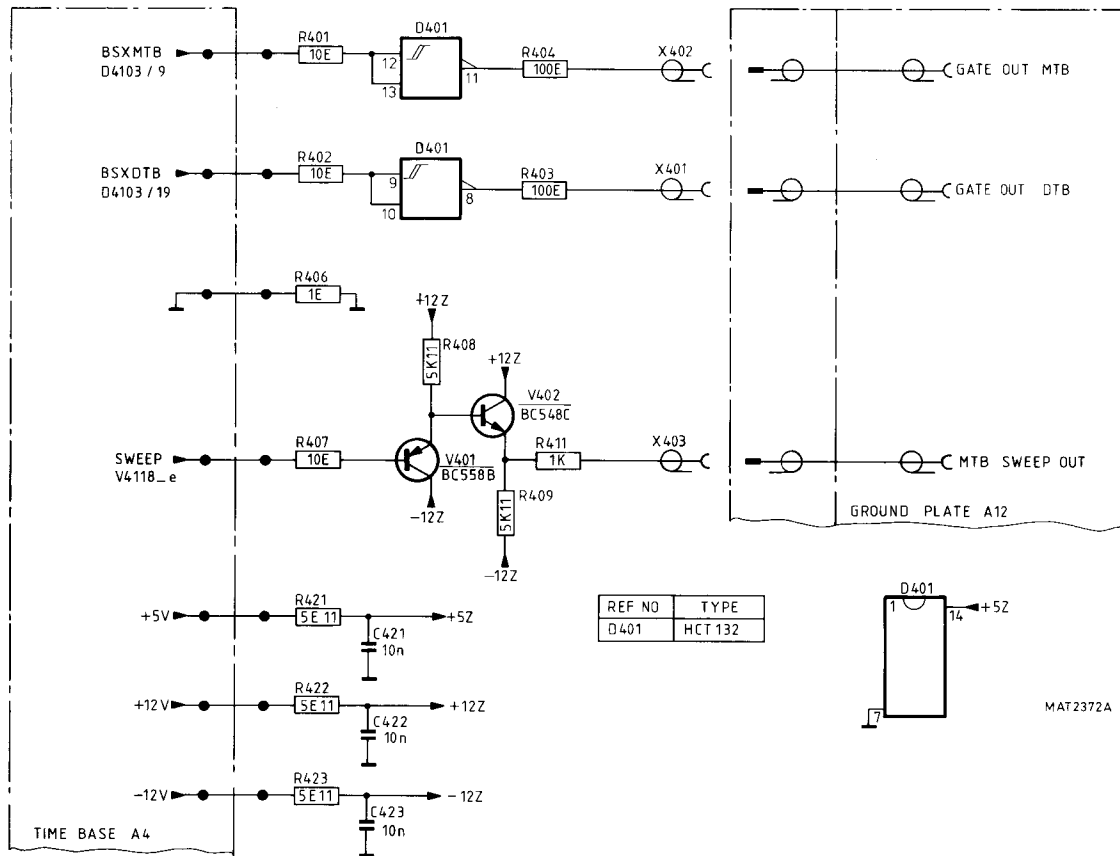 BSXMTB
D4103 / 9
R401
10E
D401
12
13
11
R404
100E
X402
GATE OUT MTB
BSXDTB
D4103 / 19
R402
10E
D401
9
10
8
R403
100E
X401
GATE OUT DTB
R406
1E
+12Z
R408
5K11
+12Z
V402
BC548C
SWEEP
V4118_e
R407
10E
V401
BC558B
-12Z
R411
1K
R409
5K11
-12Z
X403
MTB SWEEP OUT
GROUND PLATE A12
+5V
R421
5E11
+5Z
C421
10n
+12V
R422
5E11
+12Z
C422
10n
-12V
R423
5E11
-12Z
C423
10n
TIME BASE A4
REF NO TYPE
D401 HCT132
D401
1
14
+5Z
7
MAT2372A